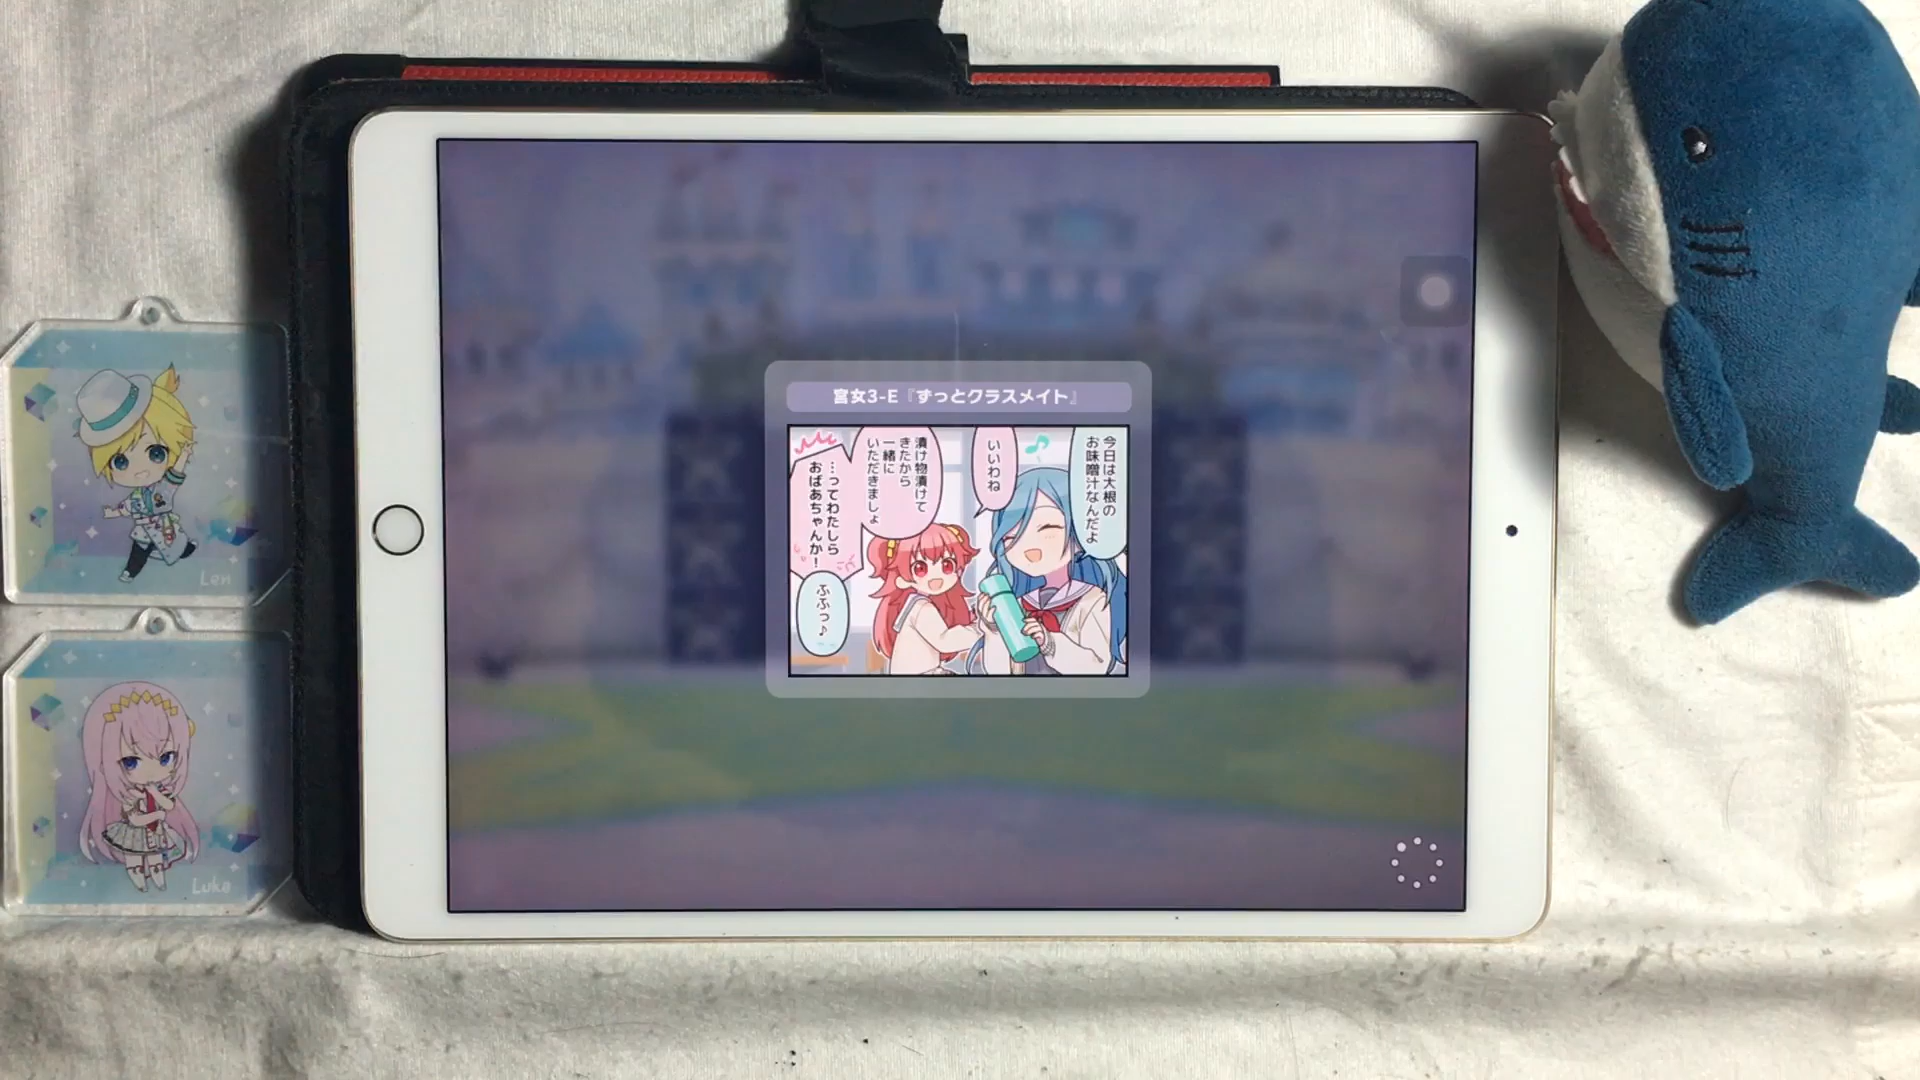 宮女3-E『ずっとクラスメイト』
今日は大根の
お味噌汁なんだよ
いいわね
漬け物漬けて
きたから
一緒に
いただきましょ
…ってわたしら
おばあちゃんか!
ふふっ♪
Len
Luka